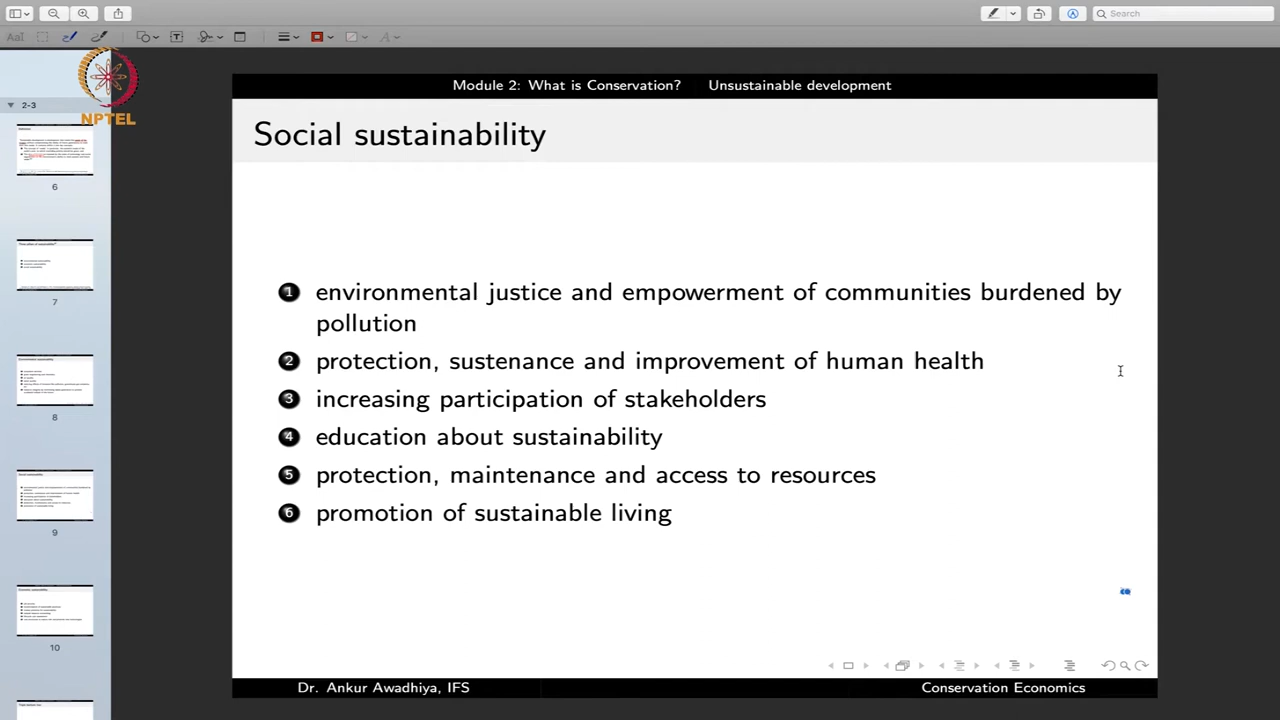 Search
NPTEL
2-3
6
7
8
9
10
Module 2: What is Conservation? Unsustainable development
Social sustainability
1 environmental justice and empowerment of communities burdened by
pollution
2 protection, sustenance and improvement of human health
3 increasing participation of stakeholders
4 education about sustainability
5 protection, maintenance and access to resources
6 promotion of sustainable living
Dr. Ankur Awadhiya, IFS Conservation Economics